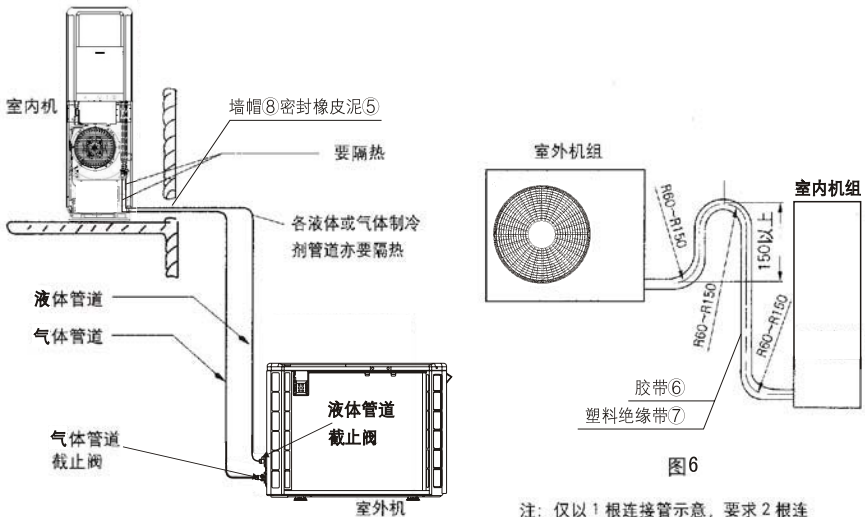 室内机
墙帽⑧密封橡皮泥⑤
要隔热
各液体或气体制冷
剂管道亦要隔热
液体管道
气体管道
液体管道
截止阀
气体管道
截止阀
室外机
室外机组
室内机组
R60~R150
150以上
R60~R150
R60~R150
胶带⑥
塑料绝缘带⑦
图6
注：仅以1根连接管示意，要求2根连